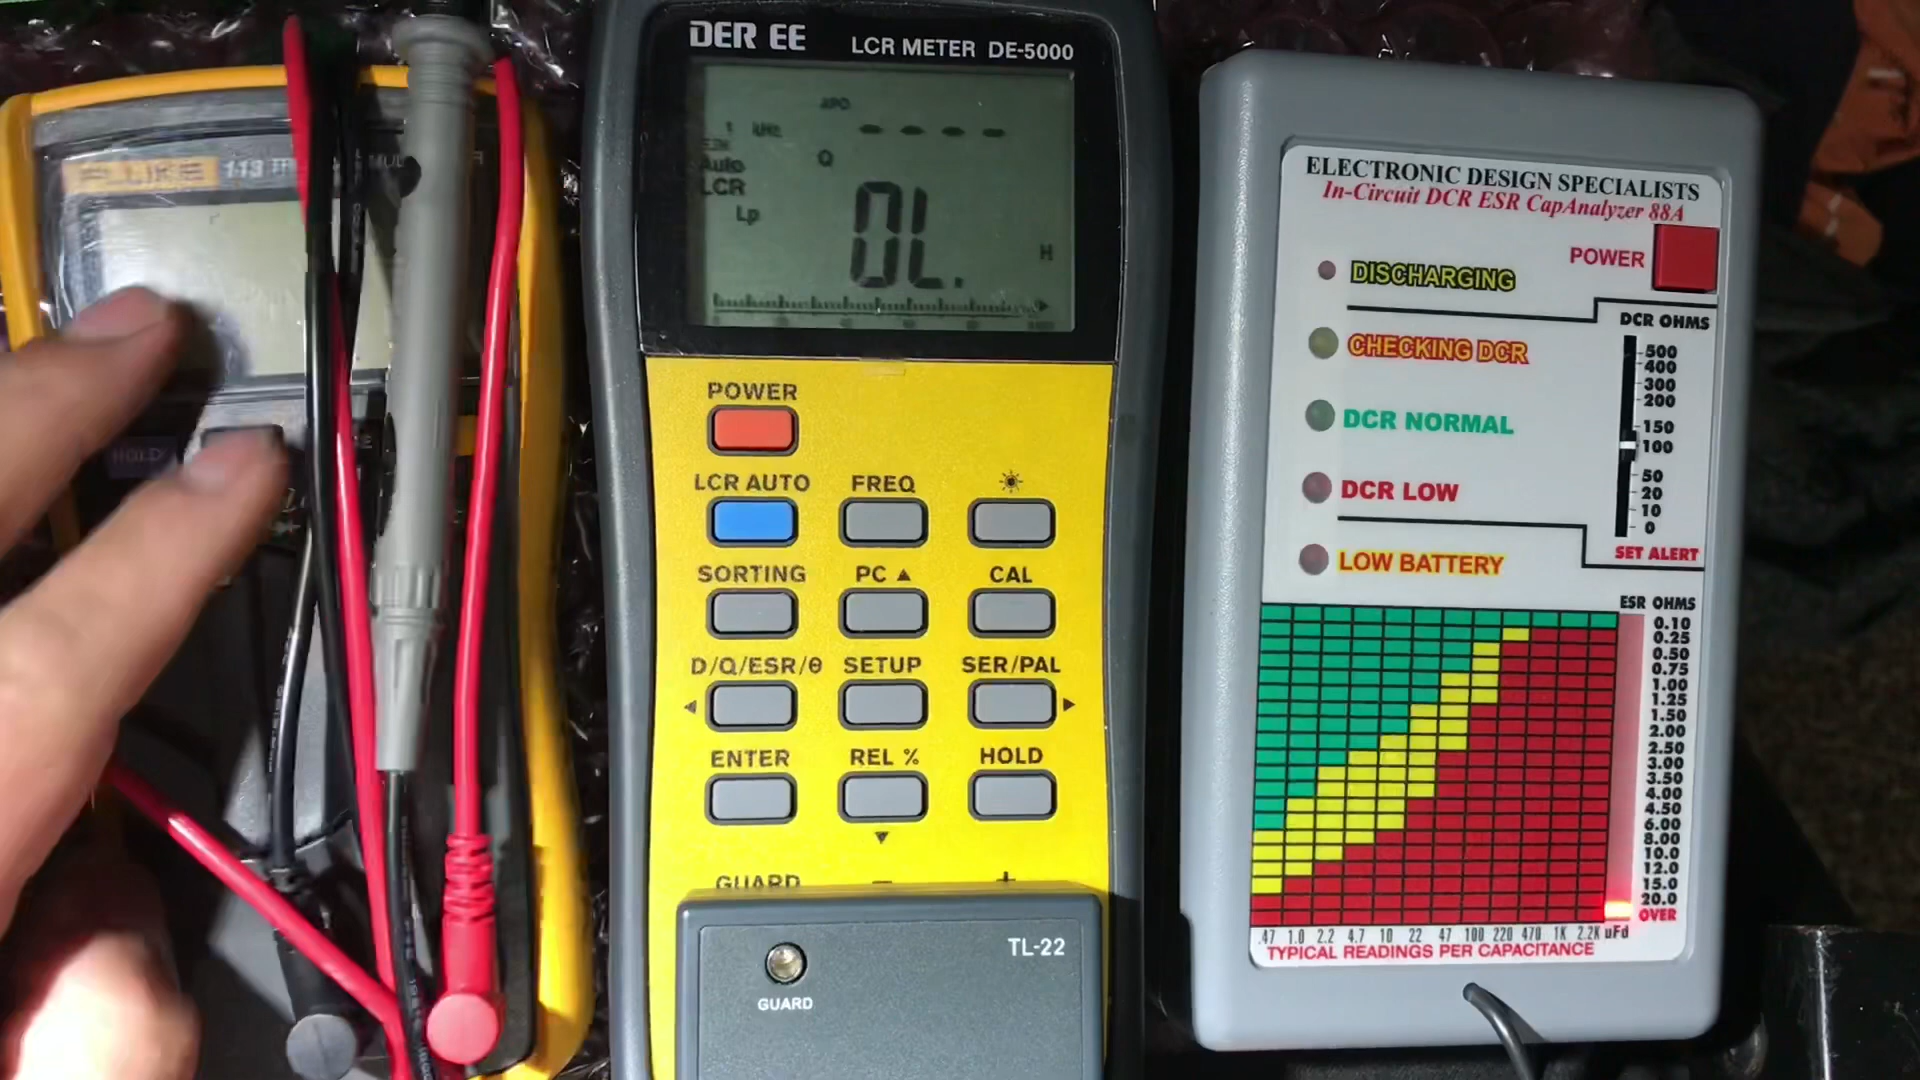 FLUKE 113
HOLD
DER EE
LCR METER DE-5000
APO
1 kHz
Auto
LCR
Q
Lp
OL.
H
POWER
LCR AUTO
FREQ
SORTING
PC ▲
CAL
D/Q/ESR/θ
SETUP
SER/PAL
ENTER
REL %
HOLD
GUARD
−
+
TL-22
GUARD
ELECTRONIC DESIGN SPECIALISTS
In-Circuit DCR ESR CapAnalyzer 88A
POWER
DISCHARGING
DCR OHMS
CHECKING DCR
DCR NORMAL
DCR LOW
LOW BATTERY
500
400
300
200
150
100
50
20
10
0
SET ALERT
ESR OHMS
0.10
0.25
0.50
0.75
1.00
1.25
1.50
2.00
2.50
3.00
3.50
4.00
4.50
6.00
8.00
10.0
12.0
15.0
20.0
OVER
.47 1.0 2.2 4.7 10 22 47 100 220 470 1K 2.2K uFd
TYPICAL READINGS PER CAPACITANCE